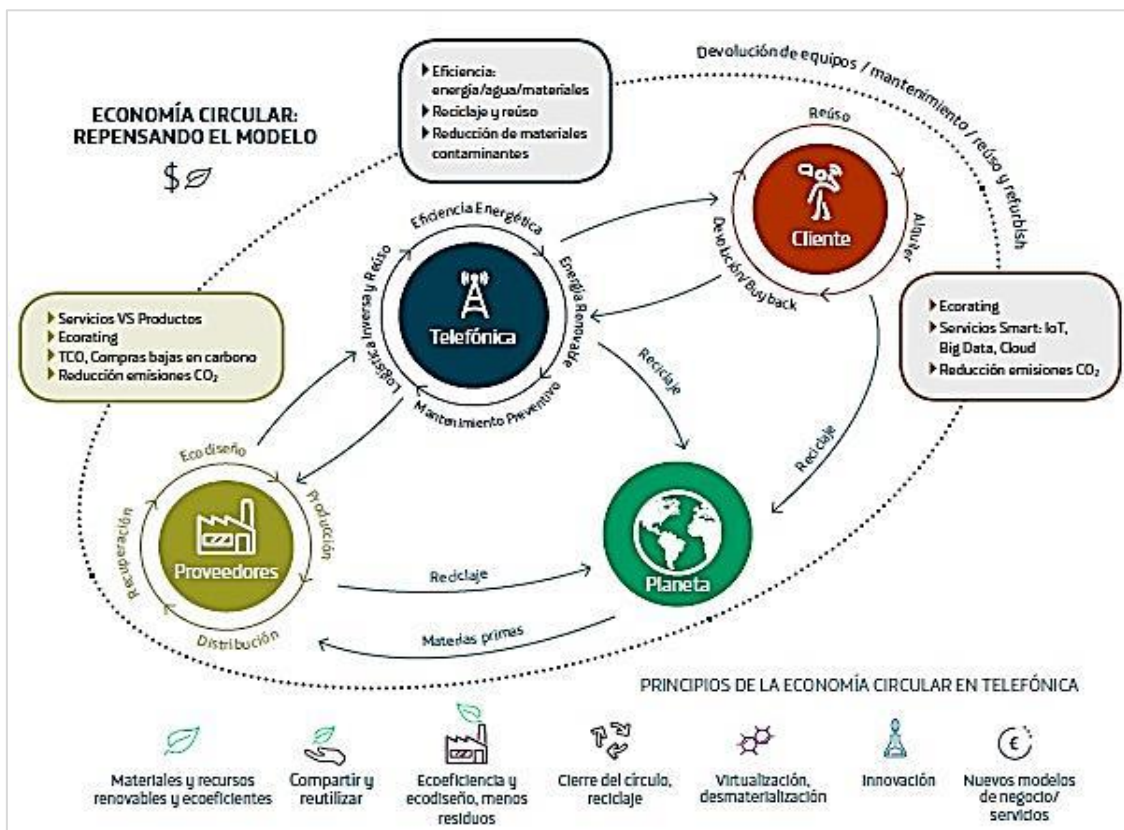 ECONOMÍA CIRCULAR:
REPENSANDO EL MODELO
$
Eficiencia:
energía/agua/materiales
Reciclaje y reúso
Reducción de materiales
contaminantes
Devolución de equipos / mantenimiento / reúso y refurbish
Reúso
Alquiler
Devolución/Buyback
Cliente
Eficiencia Energética
Energía Renovable
Mantenimiento Preventivo
Logística Inversa y Reúso
Telefónica
Servicios VS Productos
Ecorating
TCO, Compras bajas en carbono
Reducción emisiones CO₂
Ecorating
Servicios Smart: IoT,
Big Data, Cloud
Reducción emisiones CO₂
Reciclaje
Reciclaje
Ecodiseño
Producción
Distribución
Recuperación
Proveedores
Planeta
Reciclaje
Materias primas
PRINCIPIOS DE LA ECONOMÍA CIRCULAR EN TELEFÓNICA
Materiales y recursos
renovables y ecoeficientes
Compartir y
reutilizar
Ecoeficiencia y
ecodiseño, menos
residuos
Cierre del círculo,
reciclaje
Virtualización,
desmaterialización
Innovación
€
Nuevos modelos
de negocio/
servicios